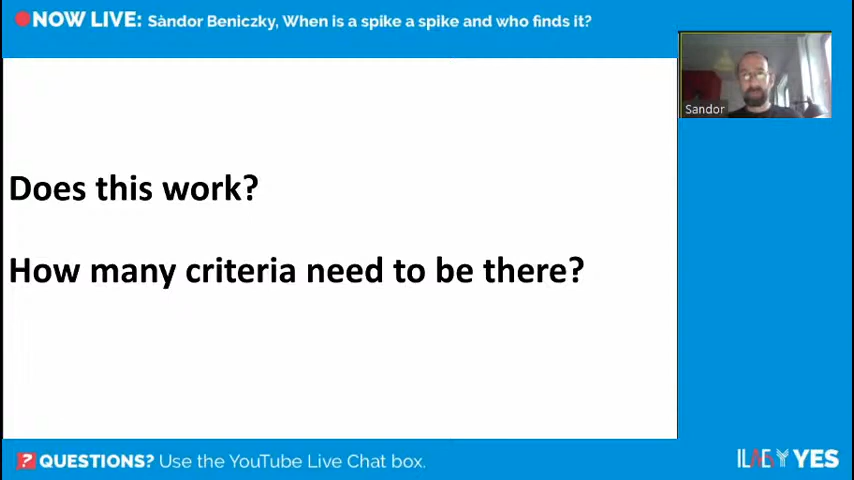 NOW LIVE: Sàndor Beniczky, When is a spike a spike and who finds it?
Sandor
Does this work?
How many criteria need to be there?
? QUESTIONS? Use the YouTube Live Chat box.
ILAE YES